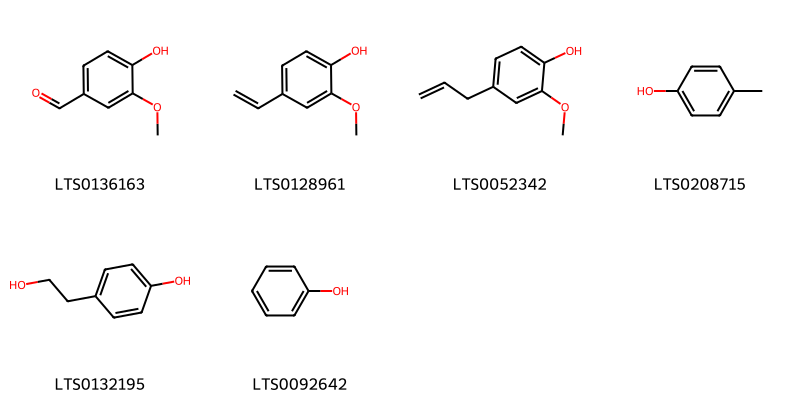 OH
O
O
LTS0136163
OH
O
LTS0128961
OH
O
LTS0052342
HO
LTS0208715
HO
OH
LTS0132195
OH
LTS0092642